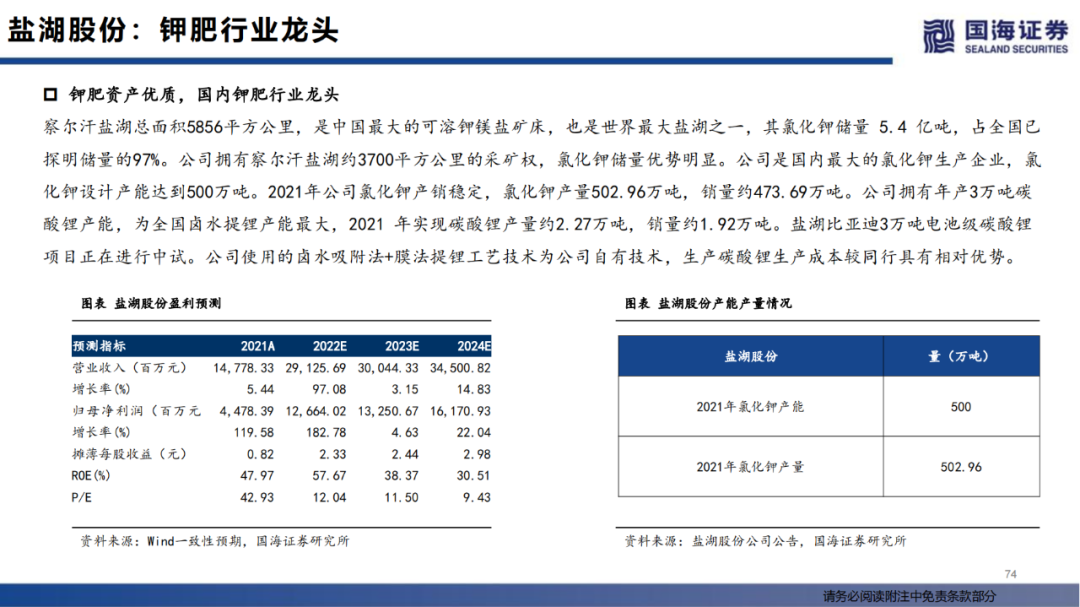 盐湖股份：钾肥行业龙头
国海证券
SEALAND SECURITIES
钾肥资产优质，国内钾肥行业龙头
察尔汗盐湖总面积5856平方公里，是中国最大的可溶钾镁盐矿床，也是世界最大盐湖之一，其氯化钾储量 5.4 亿吨，占全国已
探明储量的97%。公司拥有察尔汗盐湖约3700平方公里的采矿权，氯化钾储量优势明显。公司是国内最大的氯化钾生产企业，氯
化钾设计产能达到500万吨。2021年公司氯化钾产销稳定，氯化钾产量502.96万吨，销量约473.69万吨。公司拥有年产3万吨碳
酸锂产能，为全国卤水提锂产能最大，2021 年实现碳酸锂产量约2.27万吨，销量约1.92万吨。盐湖比亚迪3万吨电池级碳酸锂
项目正在进行中试。公司使用的卤水吸附法+膜法提锂工艺技术为公司自有技术，生产碳酸锂生产成本较同行具有相对优势。
图表 盐湖股份盈利预测
预测指标 2021A 2022E 2023E 2024E
营业收入（百万元） 14,778.33 29,125.69 30,044.33 34,500.82
增长率(%) 5.44 97.08 3.15 14.83
归母净利润（百万元 4,478.39 12,664.02 13,250.67 16,170.93
增长率(%) 119.58 182.78 4.63 22.04
摊薄每股收益（元） 0.82 2.33 2.44 2.98
ROE(%) 47.97 57.67 38.37 30.51
P/E 42.93 12.04 11.50 9.43
资料来源：Wind一致性预期，国海证券研究所
图表 盐湖股份产能产量情况
盐湖股份 量（万吨）
2021年氯化钾产能 500
2021年氯化钾产量 502.96
资料来源：盐湖股份公司公告，国海证券研究所
74
请务必阅读附注中免责条款部分